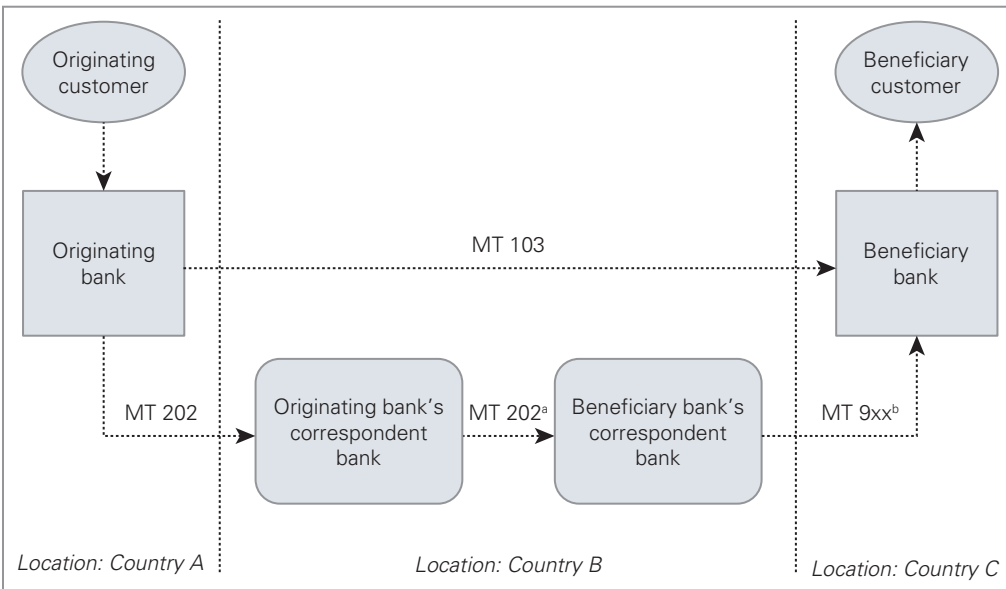 Originating
customer
Beneficiary
customer
Originating
bank
MT 103
Beneficiary
bank
MT 202
Originating bank’s
correspondent
bank
MT 202ᵃ
Beneficiary bank’s
correspondent
bank
MT 9xxᵇ
Location: Country A
Location: Country B
Location: Country C